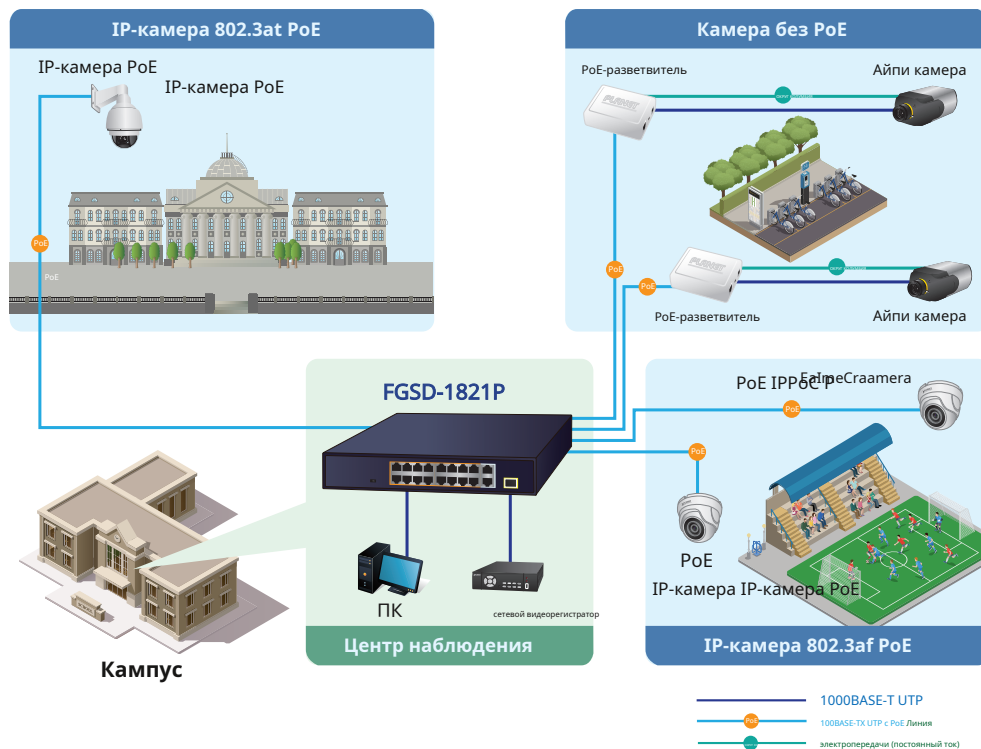 IP-камера 802.3at PoE
IP-камера PoE
IP-камера PoE
PoE
PoE
Камера без PoE
PoE-разветвитель
Айпи камера
PLANET
PoE
PLANET
PoE
PoE-разветвитель
Айпи камера
FGSD-1821P
ПК
сетевой видеорегистратор
Центр наблюдения
Кампус
PoE
PoE
PoE
IP-камера IP-камера PoE
IP-камера 802.3af PoE
1000BASE-T UTP
PoE
100BASE-TX UTP с PoE Линия
электропередачи (постоянный ток)